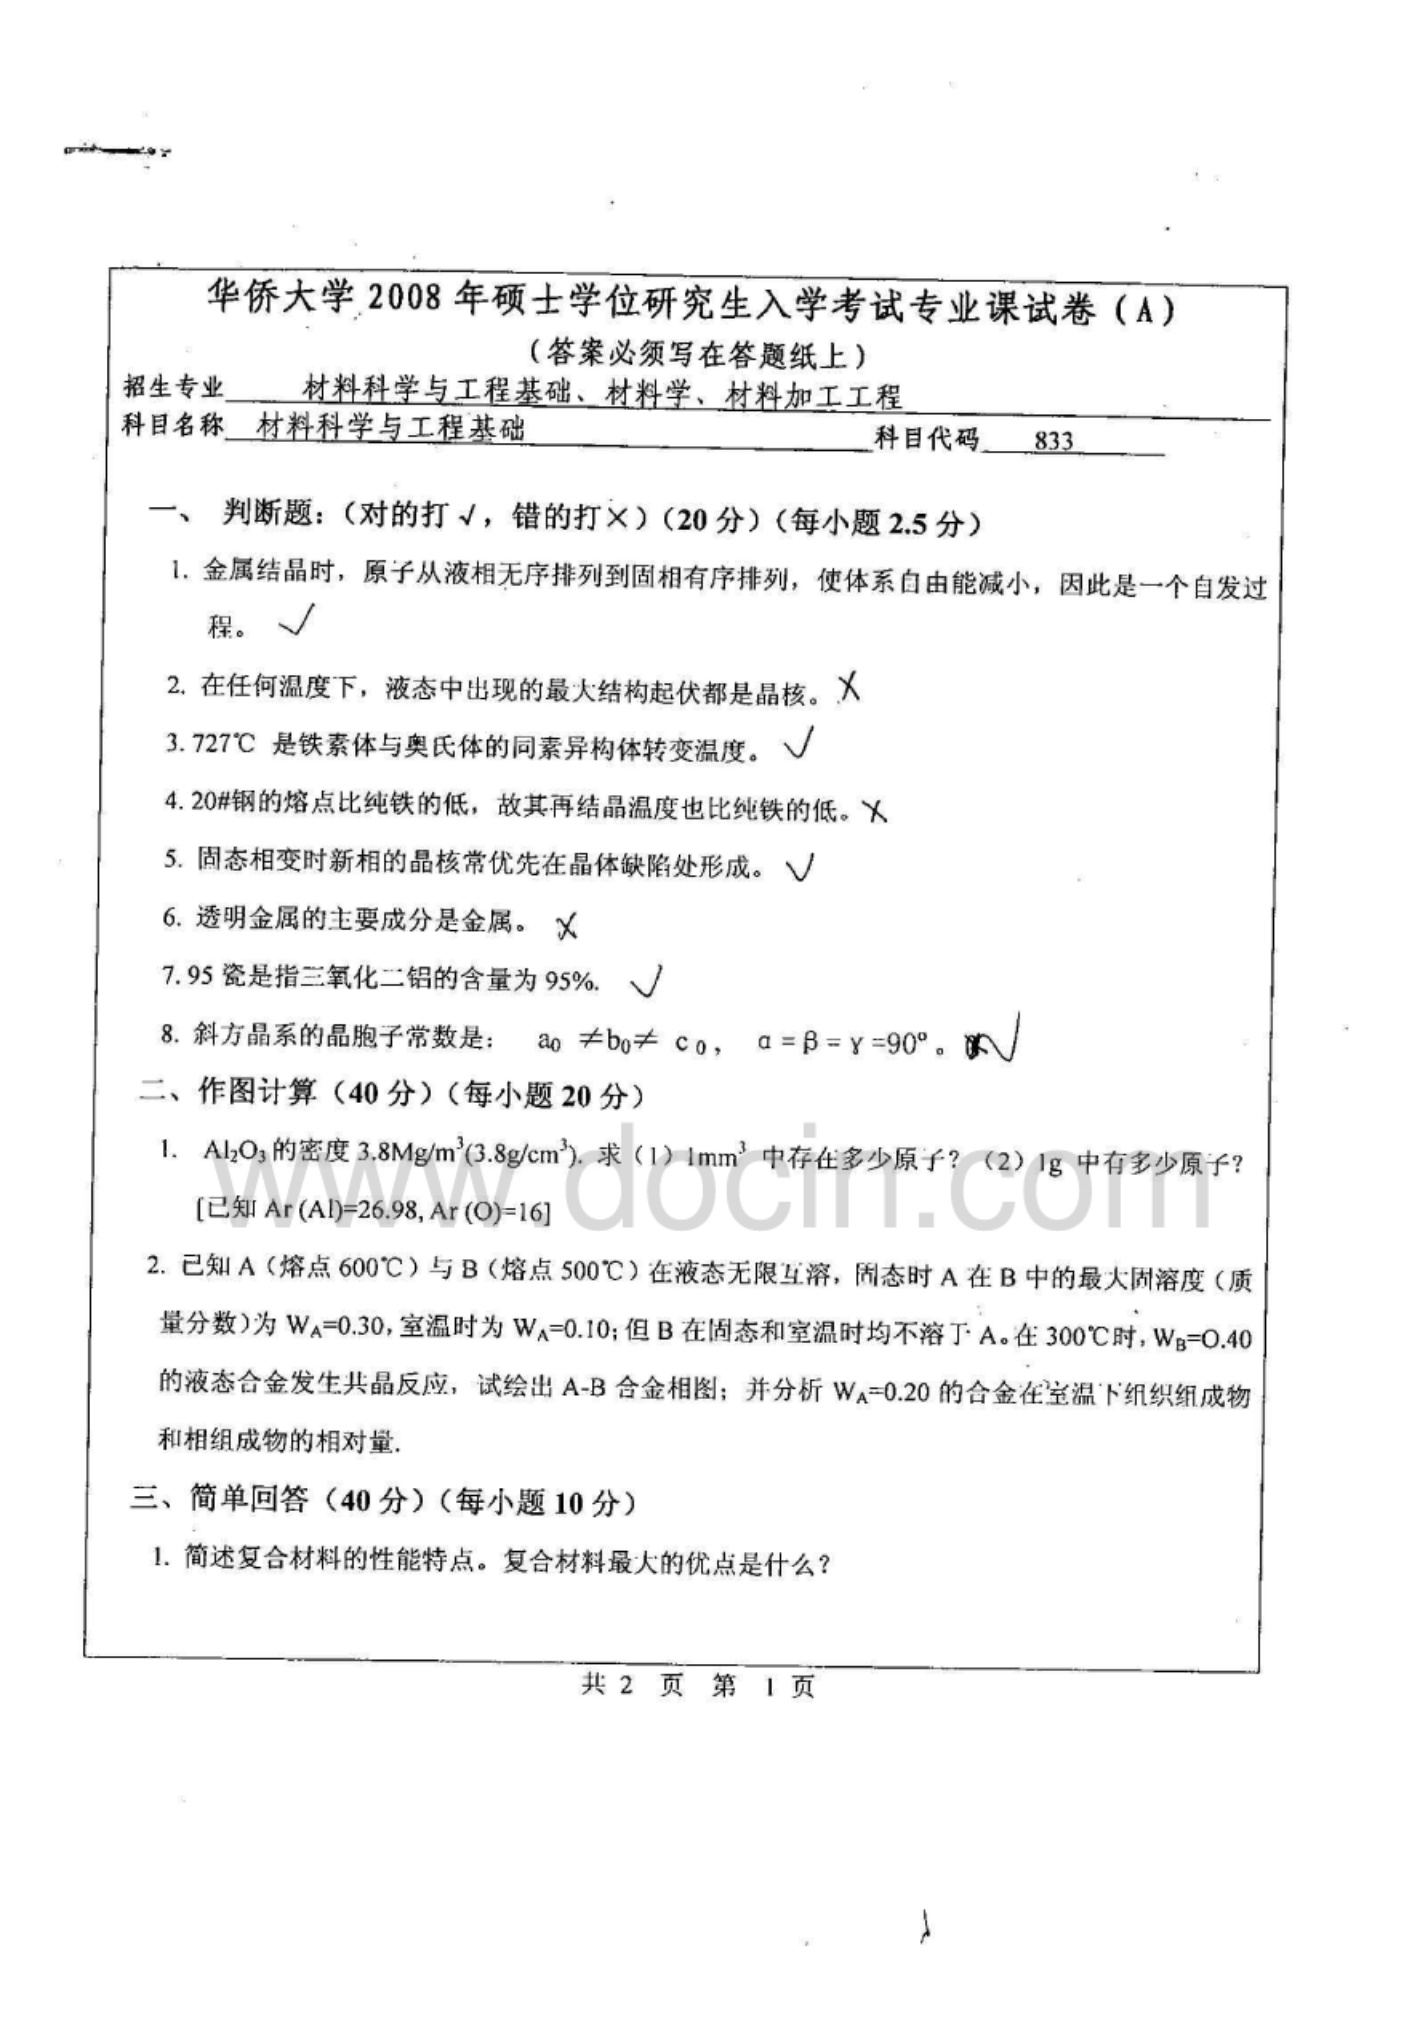 华侨大学 2008 年硕士学位研究生入学考试专业课试卷（A）
（答案必须写在答题纸上）
招生专业 材料科学与工程基础、材料学、材料加工工程
科目名称 材料科学与工程基础 科目代码 833
一、 判断题：（对的打√，错的打×）（20 分）（每小题 2.5 分）
1. 金属结晶时，原子从液相无序排列到固相有序排列，使体系自由能减小，因此是一个自发过
程。 √
2. 在任何温度下，液态中出现的最大结构起伏都是晶核。 ×
3. 727℃ 是铁素体与奥氏体的同素异构体转变温度。 √
4. 20#钢的熔点比纯铁的低，故其再结晶温度也比纯铁的低。 ×
5. 固态相变时新相的晶核常优先在晶体缺陷处形成。 √
6. 透明金属的主要成分是金属。 ×
7. 95 瓷是指三氧化二铝的含量为 95%. √
8. 斜方晶系的晶胞子常数是： a₀ ≠b₀≠ c₀， α = β = γ =90°。 √
二、作图计算（40 分）（每小题 20 分）
1. Al₂O₃ 的密度 3.8Mg/m³(3.8g/cm³). 求（1）1mm³ 中存在多少原子？（2）1g 中有多少原子？
[已知 Ar (Al)=26.98, Ar (O)=16]
www.docin.com
2. 已知 A（熔点 600℃）与 B（熔点 500℃）在液态无限互溶，固态时 A 在 B 中的最大固溶度（质
量分数）为 W_A=0.30，室温时为 W_A=0.10；但 B 在固态和室温时均不溶于 A。在 300℃时，W_B=O.40
的液态合金发生共晶反应，试绘出 A-B 合金相图；并分析 W_A=0.20 的合金在室温下组织组成物
和相组成物的相对量.
三、简单回答（40 分）（每小题 10 分）
1. 简述复合材料的性能特点。复合材料最大的优点是什么？
共 2 页 第 1 页